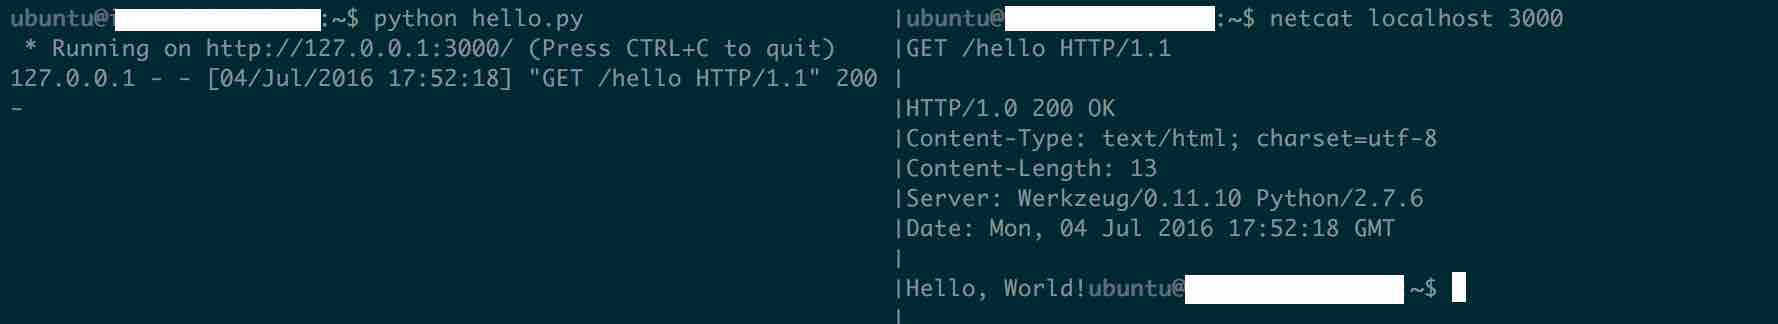 ubuntu@ :~$ python hello.py
 * Running on http://127.0.0.1:3000/ (Press CTRL+C to quit)
127.0.0.1 - - [04/Jul/2016 17:52:18] "GET /hello HTTP/1.1" 200
-
ubuntu@ :~$ netcat localhost 3000
GET /hello HTTP/1.1

HTTP/1.0 200 OK
Content-Type: text/html; charset=utf-8
Content-Length: 13
Server: Werkzeug/0.11.10 Python/2.7.6
Date: Mon, 04 Jul 2016 17:52:18 GMT

Hello, World!ubuntu@ ~$